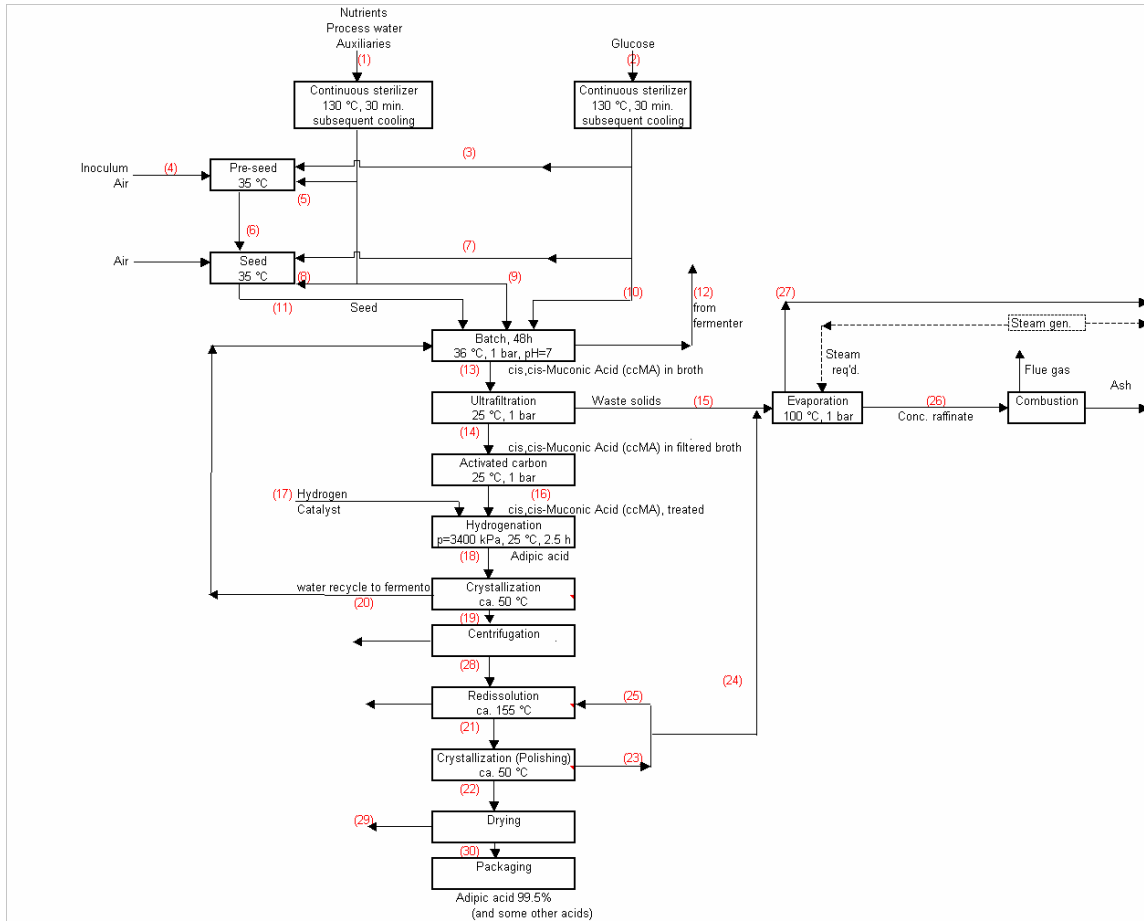 Nutrients
Process water
Auxiliaries
(1)
Glucose
(2)
Continuous sterilizer
130 °C, 30 min.
subsequent cooling
Continuous sterilizer
130 °C, 30 min.
subsequent cooling
(3)
Inoculum
Air
(4)
Pre-seed
35 °C
(5)
(6)
(7)
Air
Seed
35 °C
(8)
(9)
(10)
(11)
Seed
(12)
from
fermenter
(27)
Steam gen.
Batch, 48h
36 °C, 1 bar, pH=7
Steam
req'd.
Flue gas
(13)
cis,cis-Muconic Acid (ccMA) in broth
Ash
Ultrafiltration
25 °C, 1 bar
Waste solids
(15)
Evaporation
100 °C, 1 bar
(26)
Conc. raffinate
Combustion
(14)
cis,cis-Muconic Acid (ccMA) in filtered broth
Activated carbon
25 °C, 1 bar
(17)
Hydrogen
Catalyst
(16)
cis,cis-Muconic Acid (ccMA), treated
Hydrogenation
p=3400 kPa, 25 °C, 2.5 h
(18)
Adipic acid
water recycle to fermento
(20)
Crystallization
ca. 50 °C
(19)
Centrifugation
(28)
(24)
Redissolution
ca. 155 °C
(25)
(21)
Crystallization (Polishing)
ca. 50 °C
(23)
(22)
(29)
Drying
(30)
Packaging
Adipic acid 99.5%
(and some other acids)